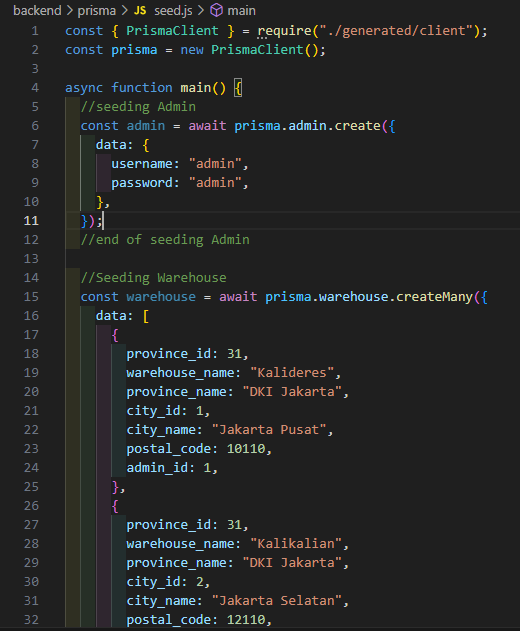 backend > prisma > JS seed.js > main
1 const { PrismaClient } = require("./generated/client");
2 const prisma = new PrismaClient();
3
4 async function main() {
5 //seeding Admin
6 const admin = await prisma.admin.create({
7 data: {
8 username: "admin",
9 password: "admin",
10 },
11 });
12 //end of seeding Admin
13
14 //Seeding Warehouse
15 const warehouse = await prisma.warehouse.createMany({
16 data: [
17 {
18 province_id: 31,
19 warehouse_name: "Kalideres",
20 province_name: "DKI Jakarta",
21 city_id: 1,
22 city_name: "Jakarta Pusat",
23 postal_code: 10110,
24 admin_id: 1,
25 },
26 {
27 province_id: 31,
28 warehouse_name: "Kalikalian",
29 province_name: "DKI Jakarta",
30 city_id: 2,
31 city_name: "Jakarta Selatan",
32 postal_code: 12110,